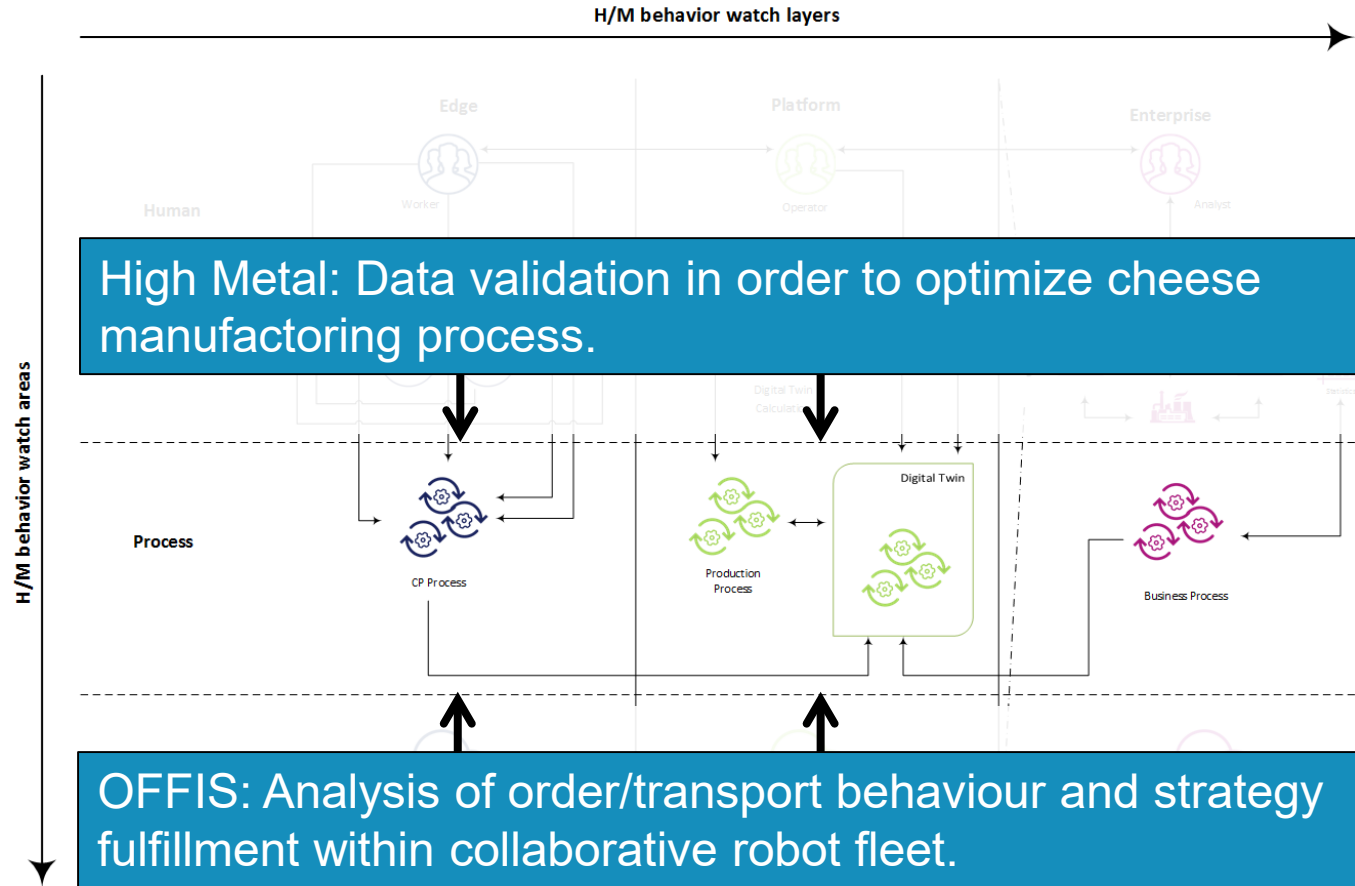 H/M behavior watch layers
Edge
Platform
Enterprise
Worker
Operator
Analyst
Human
High Metal: Data validation in order to optimize cheese
manufactoring process.
H/M behavior watch areas
Digital Twin
Digital Twin
Process
CP Process
Production
Process
Business Process
OFFIS: Analysis of order/transport behaviour and strategy
fulfillment within collaborative robot fleet.